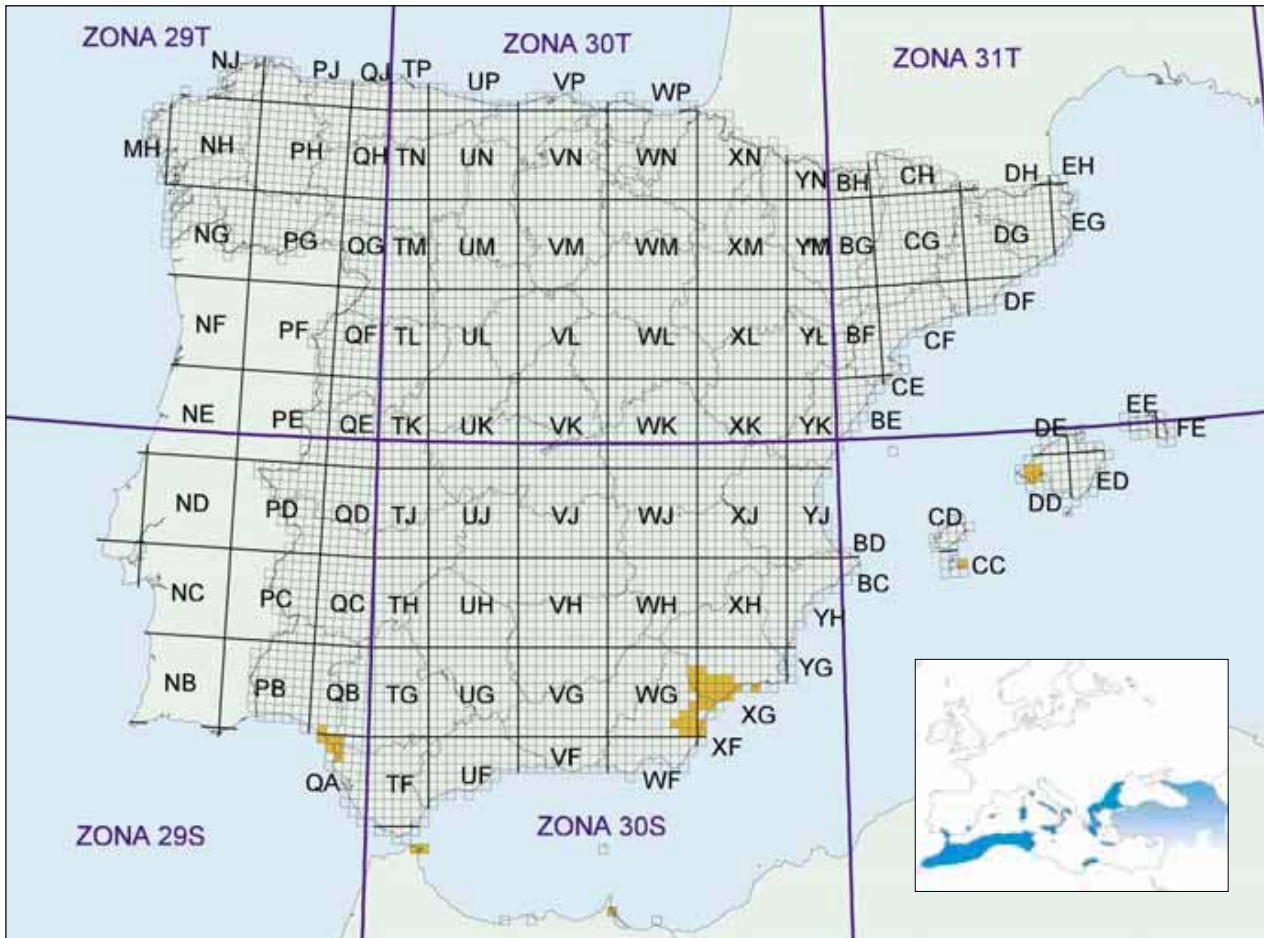 ZONA 29T
ZONA 30T
ZONA 31T
NJ PJ QJ TP UP VP WP
MH NH PH QH TN UN VN WN XN YN BH CH DH EH
NG PG QG TM UM VM WM XM YM BG CG DG EG
NF PF QF TL UL VL WL XL YL BF CF DF
NE PE QE TK UK VK WK XK YK BE CE DE EE FE
ND PD QD TJ UJ VJ WJ XJ YJ BD CD DD ED
NC PC QC TH UH VH WH XH YH BC CC
NB PB QB TG UG VG WG XG YG
QA TF UF VF WF XF
ZONA 29S
ZONA 30S